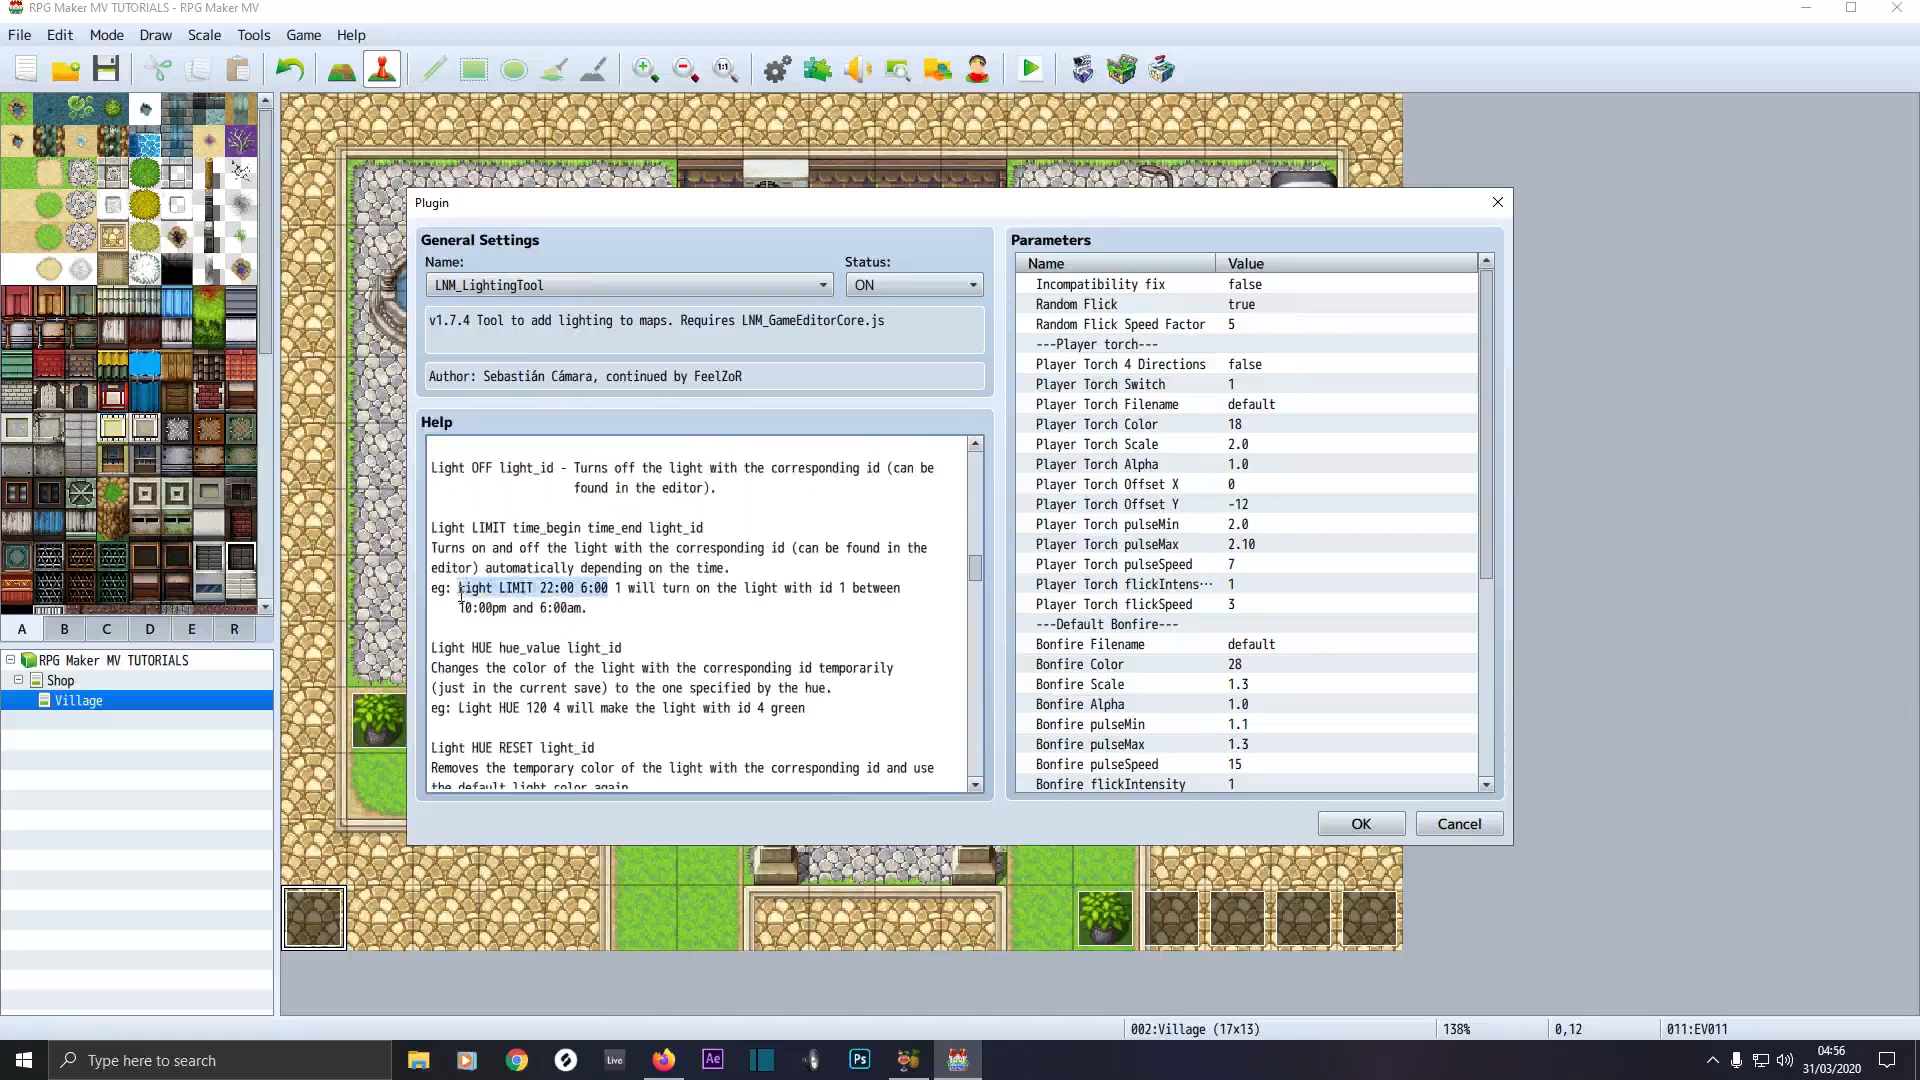 RPG Maker MV TUTORIALS - RPG Maker MV
File Edit Mode Draw Scale Tools Game Help
1:1
Plugin
General Settings
Name:
Status:
LNM_LightingTool
ON
v1.7.4 Tool to add lighting to maps. Requires LNM_GameEditorCore.js
Author: Sebastián Cámara, continued by FeelZoR
Help
Light OFF light_id - Turns off the light with the corresponding id (can be
found in the editor).
Light LIMIT time_begin time_end light_id
Turns on and off the light with the corresponding id (can be found in the
editor) automatically depending on the time.
eg: Light LIMIT 22:00 6:00 1 will turn on the light with id 1 between
10:00pm and 6:00am.
Light HUE hue_value light_id
Changes the color of the light with the corresponding id temporarily
(just in the current save) to the one specified by the hue.
eg: Light HUE 120 4 will make the light with id 4 green
Light HUE RESET light_id
Removes the temporary color of the light with the corresponding id and use
the default light color again
Parameters
Name Value
Incompatibility fix false
Random Flick true
Random Flick Speed Factor 5
---Player torch---
Player Torch 4 Directions false
Player Torch Switch 1
Player Torch Filename default
Player Torch Color 18
Player Torch Scale 2.0
Player Torch Alpha 1.0
Player Torch Offset X 0
Player Torch Offset Y -12
Player Torch pulseMin 2.0
Player Torch pulseMax 2.10
Player Torch pulseSpeed 7
Player Torch flickIntens··· 1
Player Torch flickSpeed 3
---Default Bonfire---
Bonfire Filename default
Bonfire Color 28
Bonfire Scale 1.3
Bonfire Alpha 1.0
Bonfire pulseMin 1.1
Bonfire pulseMax 1.3
Bonfire pulseSpeed 15
Bonfire flickIntensity 1
OK
Cancel
A B C D E R
RPG Maker MV TUTORIALS
Shop
Village
002:Village (17x13)
138%
0,12
011:EV011
Type here to search
Live
Ae
Ps
04:56
31/03/2020